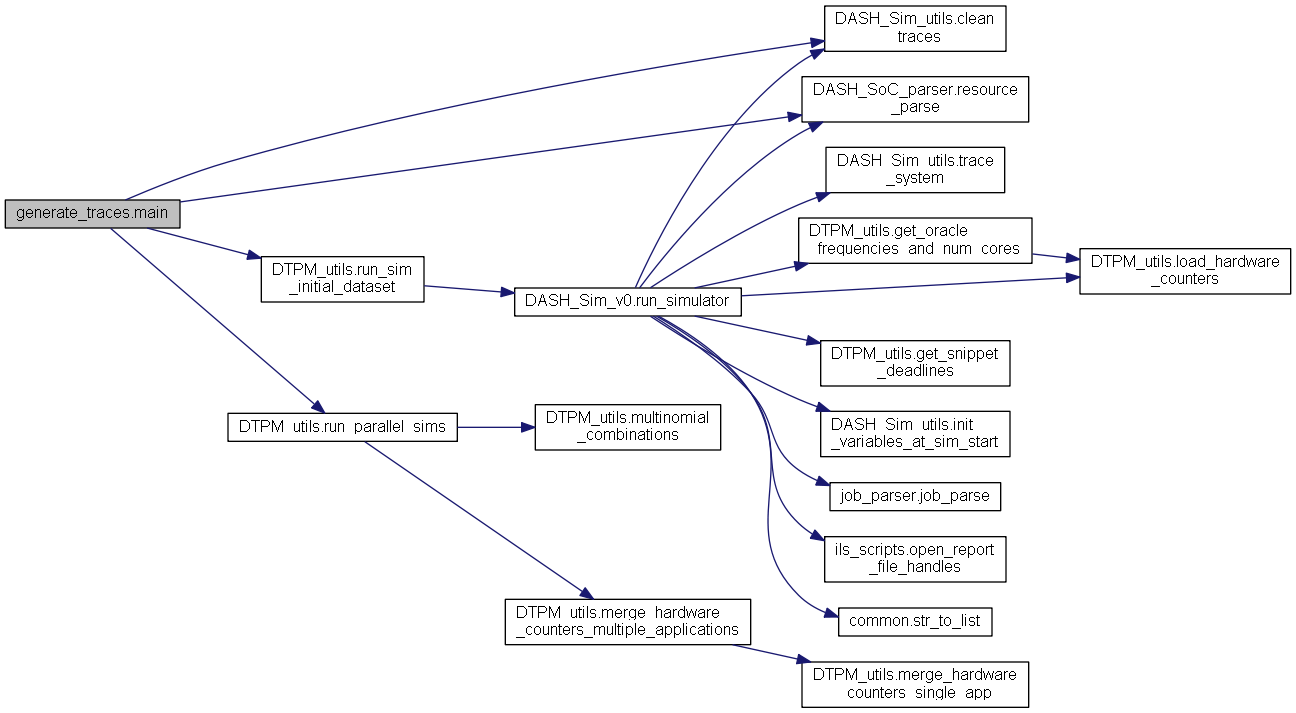 DASH_Sim_utils.clean
traces
DASH_SoC_parser.resource
_parse
DASH_Sim_utils.trace
_system
generate_traces.main
DTPM_utils.get_oracle
_frequencies_and_num_cores
DTPM_utils.load_hardware
_counters
DTPM_utils.run_sim
_initial_dataset
DASH_Sim_v0.run_simulator
DTPM_utils.get_snippet
_deadlines
DTPM_utils.run_parallel_sims
DTPM_utils.multinomial
_combinations
DASH_Sim_utils.init
_variables_at_sim_start
job_parser.job_parse
ils_scripts.open_report
_file_handles
DTPM_utils.merge_hardware
_counters_multiple_applications
common.str_to_list
DTPM_utils.merge_hardware
_counters_single_app